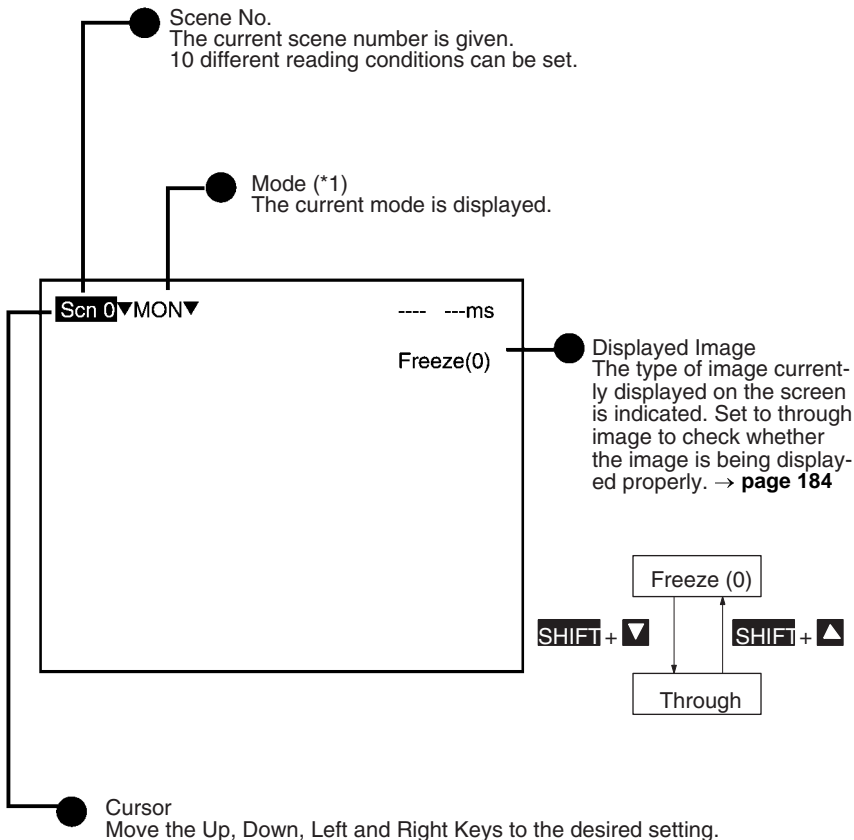 Scene No.
The current scene number is given.
10 different reading conditions can be set.
Mode (*1)
The current mode is displayed.
Scn 0▼MON▼ ---- ---ms
Freeze(0)
Displayed Image
The type of image current-
ly displayed on the screen
is indicated. Set to through
image to check whether
the image is being display-
ed properly. → page 184
Freeze (0)
SHIFT + ▼ SHIFT + △
Through
Cursor
Move the Up, Down, Left and Right Keys to the desired setting.